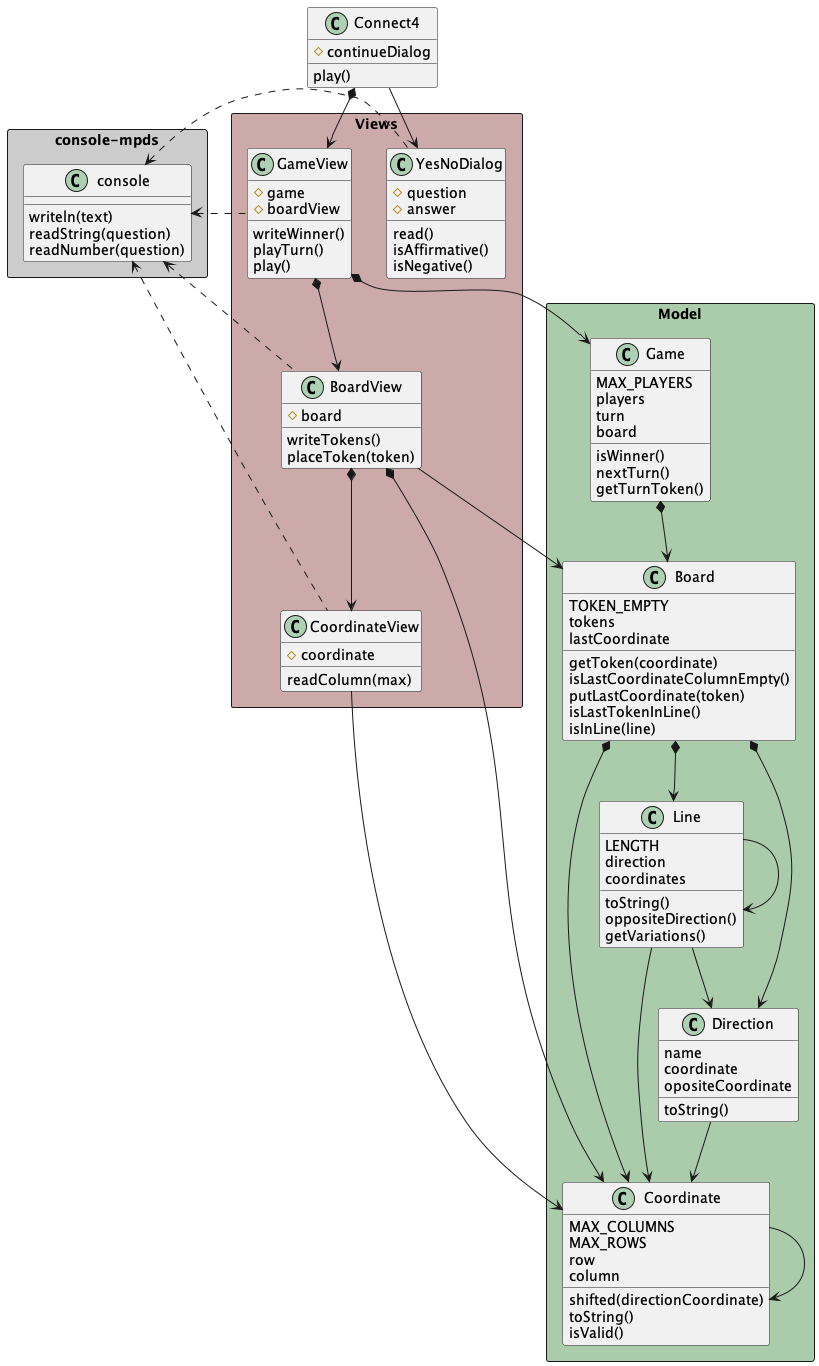 C Connect4
continueDialog
play()
Views
console-mpds
C console
writeln(text)
readString(question)
readNumber(question)
C GameView
game
boardView
writeWinner()
playTurn()
play()
C YesNoDialog
question
answer
read()
isAffirmative()
isNegative()
Model
C Game
MAX_PLAYERS
players
turn
board
isWinner()
nextTurn()
getTurnToken()
C BoardView
board
writeTokens()
placeToken(token)
C Board
TOKEN_EMPTY
tokens
lastCoordinate
getToken(coordinate)
isLastCoordinateColumnEmpty()
putLastCoordinate(token)
isLastTokenInLine()
isInLine(line)
C CoordinateView
coordinate
readColumn(max)
C Line
LENGTH
direction
coordinates
toString()
oppositeDirection()
getVariations()
C Direction
name
coordinate
opositeCoordinate
toString()
C Coordinate
MAX_COLUMNS
MAX_ROWS
row
column
shifted(directionCoordinate)
toString()
isValid()